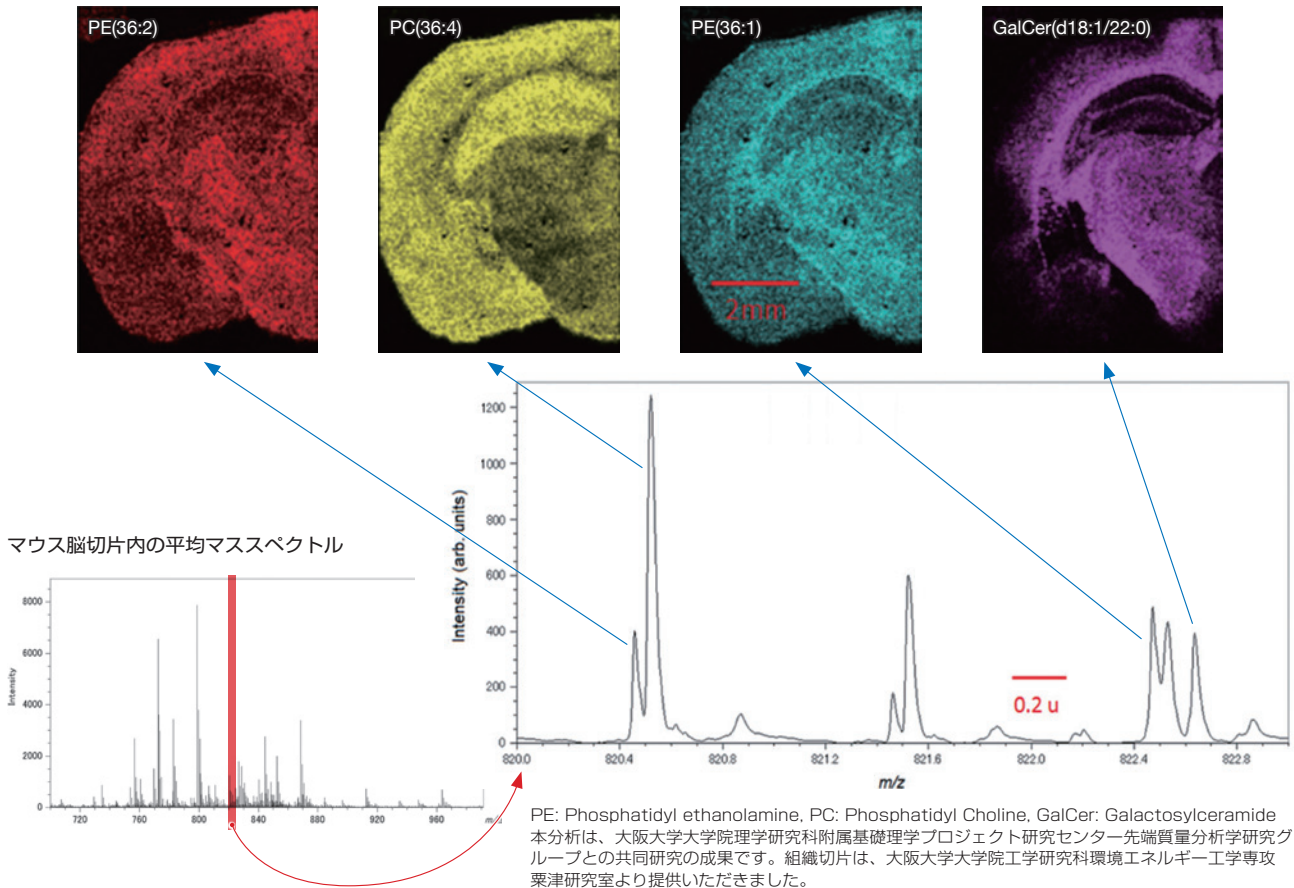 PE(36:2)
PC(36:4)
PE(36:1)
GalCer(d18:1/22:0)
2mm
マウス脳切片内の平均マススペクトル
Intensity
8000
6000
4000
2000
0
720
760
800
840
880
920
960
m/z
Intensity (arb. units)
1200
1000
800
600
400
200
0
0.2 u
820.0
820.4
820.8
821.2
821.6
822.0
822.4
822.8
m/z
PE: Phosphatidyl ethanolamine, PC: Phosphatidyl Choline, GalCer: Galactosylceramide
本分析は、大阪大学大学院理学研究科附属基礎理学プロジェクト研究センター先端質量分析学研究グ
ループとの共同研究の成果です。組織切片は、大阪大学大学院工学研究科環境エネルギー工学専攻
粟津研究室より提供いただきました。